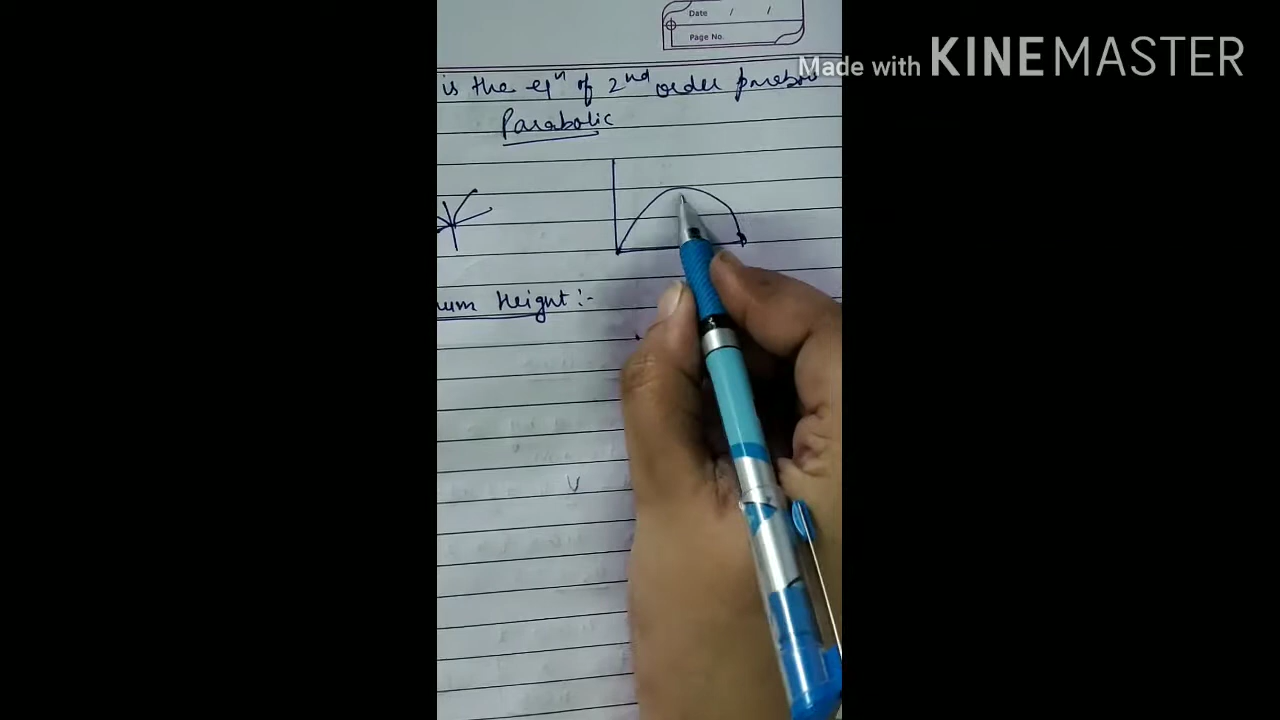 Date / /
Page No.
Made with KINEMASTER
is the eqⁿ of 2nd order
Parabolic
um Height :-